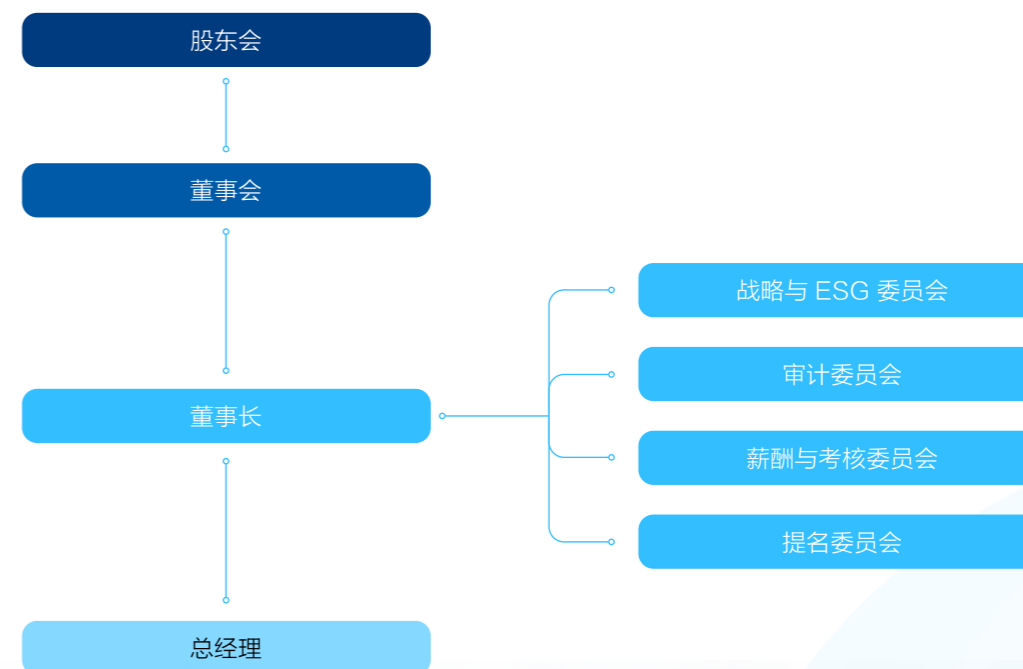 股东会
董事会
董事长
战略与 ESG 委员会
审计委员会
薪酬与考核委员会
提名委员会
总经理